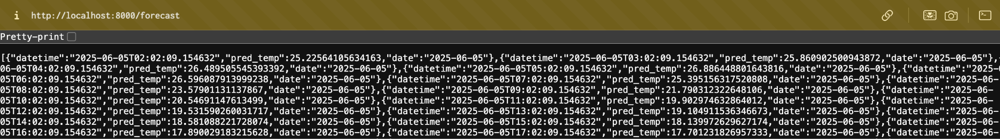 i http://localhost:8000/forecast
Pretty-print
[{"datetime":"2025-06-05T02:02:09.154632","pred_temp":25.22564105634163,"date":"2025-06-05"},{"datetime":"2025-06-05T03:02:09.154632","pred_temp":25.860902500943872,"date":"2025-06-05"},
06-05T04:02:09.154632","pred_temp":26.489505545393392,"date":"2025-06-05"},{"datetime":"2025-06-05T05:02:09.154632","pred_temp":26.886448801643816,"date":"2025-06-05"},{"datetime":"2025-
05T06:02:09.154632","pred_temp":26.596087913999238,"date":"2025-06-05"},{"datetime":"2025-06-05T07:02:09.154632","pred_temp":25.395156317520808,"date":"2025-06-05"},{"datetime":"2025-06-
05T08:02:09.154632","pred_temp":23.57901131137867,"date":"2025-06-05"},{"datetime":"2025-06-05T09:02:09.154632","pred_temp":21.790312322648106,"date":"2025-06-05"},{"datetime":"2025-06-
05T10:02:09.154632","pred_temp":20.54691147613499,"date":"2025-06-05"},{"datetime":"2025-06-05T11:02:09.154632","pred_temp":19.902974632864012,"date":"2025-06-05"},{"datetime":"2025-06-
05T12:02:09.154632","pred_temp":19.531590260031717,"date":"2025-06-05"},{"datetime":"2025-06-05T13:02:09.154632","pred_temp":19.104911536346673,"date":"2025-06-05"},{"datetime":"2025-06-
05T14:02:09.154632","pred_temp":18.581088221728074,"date":"2025-06-05"},{"datetime":"2025-06-05T15:02:09.154632","pred_temp":18.139972629627174,"date":"2025-06-05"},{"datetime":"2025-06-
05T16:02:09.154632","pred_temp":17.890029183215628,"date":"2025-06-05"},{"datetime":"2025-06-05T17:02:09.154632","pred_temp":17.701231826957333,"date":"2025-06-05"},{"datetime":"2025-06-